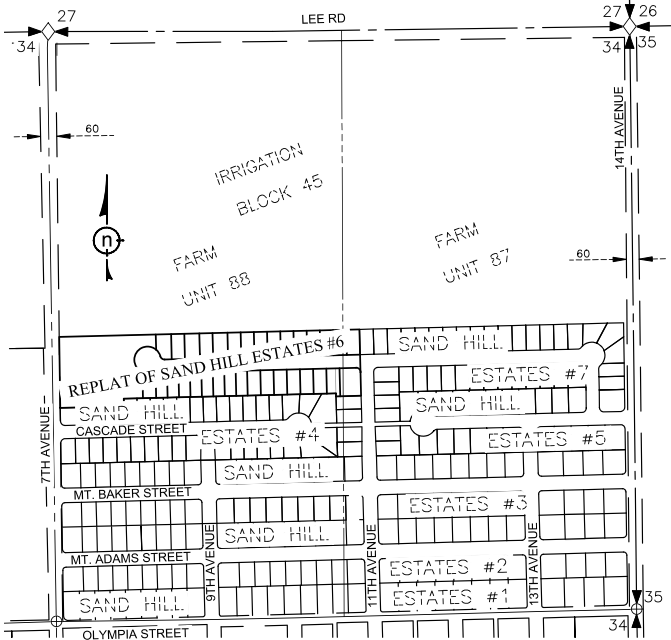 27
LEE RD
27 26
34
34 35
60
14TH AVENUE
IRRIGATION
BLOCK 45
n
FARM
UNIT 88
FARM
UNIT 87
60
REPLAT OF SAND HILL ESTATES #6
SAND HILL
ESTATES #7
SAND HILL
SAND HILL
CASCADE STREET
ESTATES #4
ESTATES #5
7TH AVENUE
SAND HILL
MT. BAKER STREET
ESTATES #3
SAND HILL
9TH AVENUE
11TH AVENUE
13TH AVENUE
MT. ADAMS STREET
ESTATES #2
SAND HILL
ESTATES #1
35
34
OLYMPIA STREET